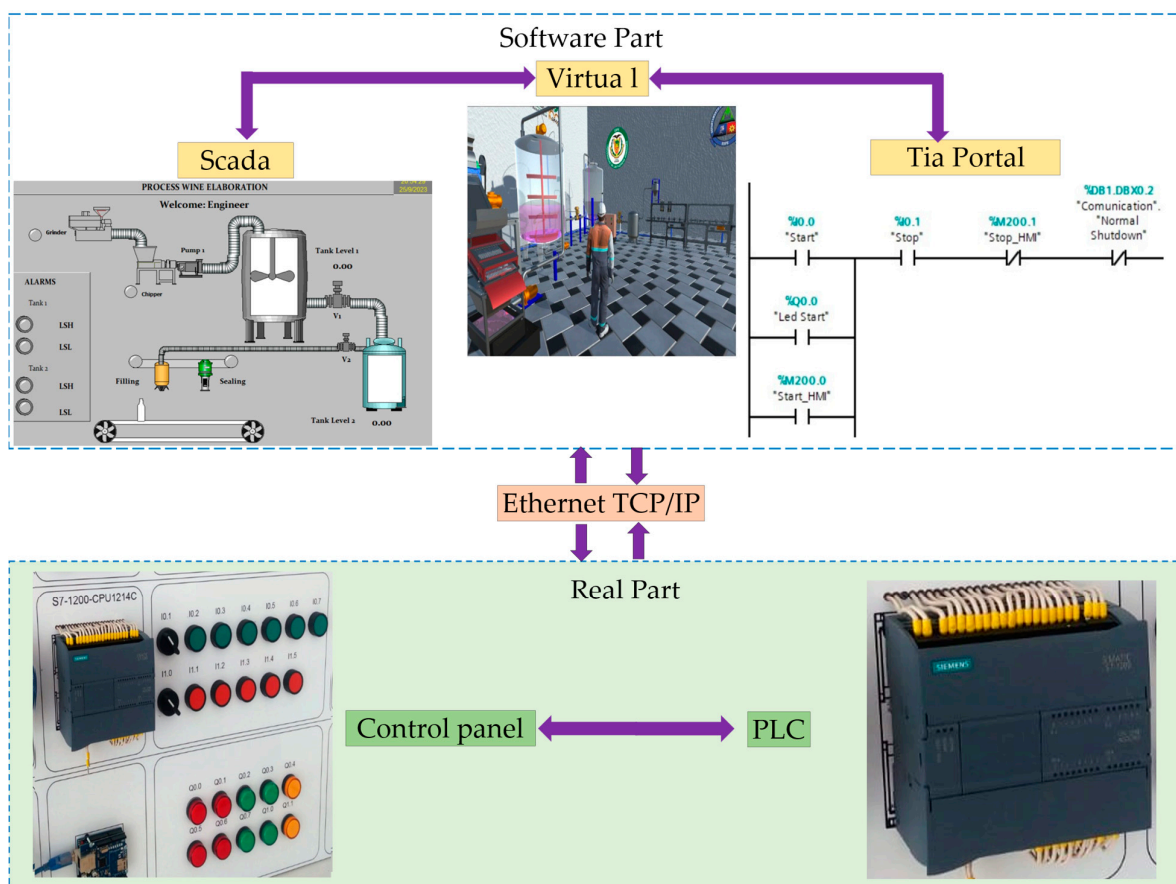 Software Part
Virtua l
Scada
Tia Portal
PROCESS WINE ELABORATION
25/9/2023
Welcome: Engineer
Grinder
Pump 1
Chipper
Tank Level 1
0.00
ALARMS
Tank 1
LSH
LSL
Tank 2
LSH
LSL
V1
V2
Filling
Sealing
Tank Level 2
0.00
%I0.0
"Start"
%I0.1
"Stop"
%M200.1
"Stop_HMI"
%DB1.DBX0.2
"Comunication".
"Normal
Shutdown"
%Q0.0
"Led Start"
%M200.0
"Start_HMI"
Ethernet TCP/IP
Real Part
S7-1200-CPU1214C
I0.1 I0.2 I0.3 I0.4 I0.5 I0.6 I0.7
I1.0 I1.1 I1.2 I1.3 I1.4 I1.5
Q0.0 Q0.1 Q0.2 Q0.3 Q0.4
Q0.5 Q0.6 Q0.7 Q1.0 Q1.1
Control panel
PLC
SIEMENS
SIMATIC
S7-1200